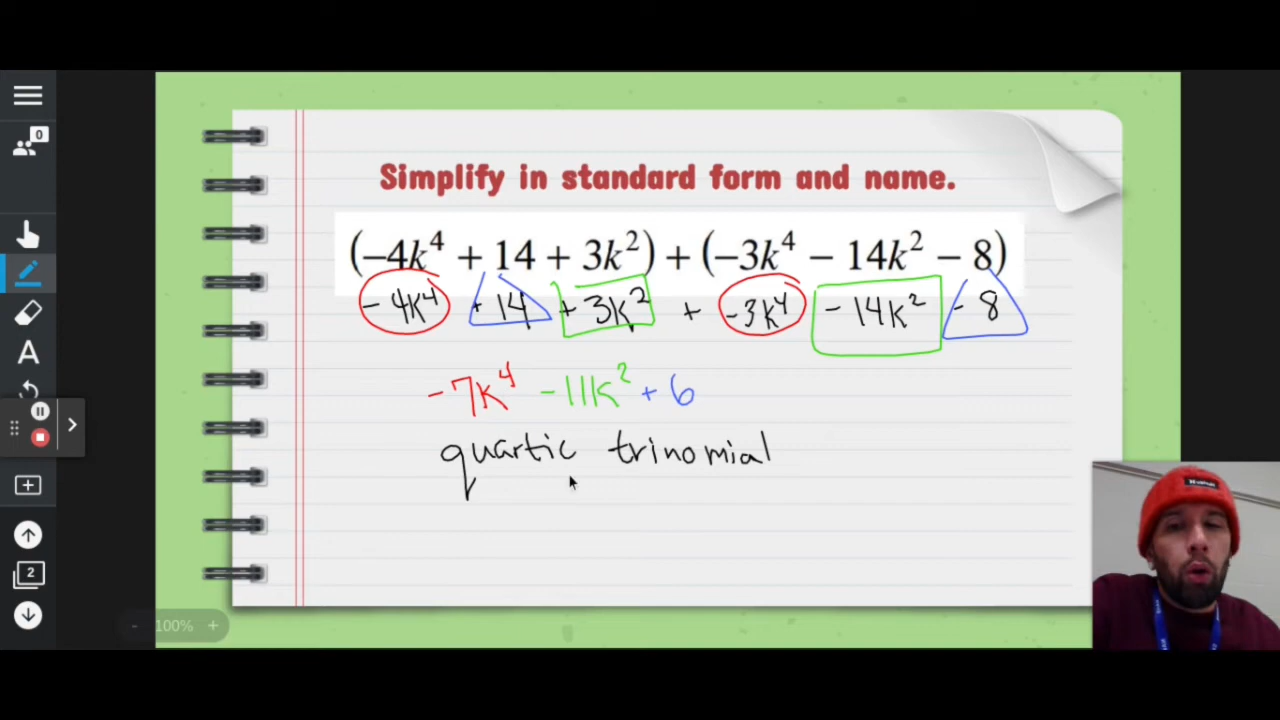 0
Simplify in standard form and name.
(−4k⁴ + 14 + 3k²) + (−3k⁴ − 14k² − 8)
- 4k⁴ + 14 + 3k² + -3k⁴ - 14k² - 8
-7k⁴ -11k² + 6
quartic trinomial
A
2
- 100% +